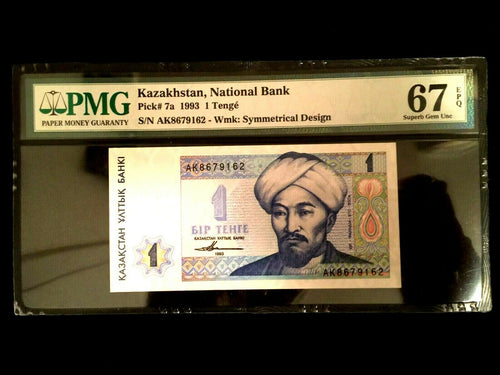 PMG
PAPER MONEY GUARANTY
Kazakhstan, National Bank
Pick# 7a 1993 1 Tengé
S/N AK8679162 - Wmk: Symmetrical Design
67 EPQ
Superb Gem Unc
ҚАЗАҚСТАН ҰЛТТЫҚ БАНКІ
1
AK8679162
1
БІР ТЕҢГЕ
ҚАЗАҚСТАН ҰЛТТЫҚ БАНКІ
1993
1
AK8679162